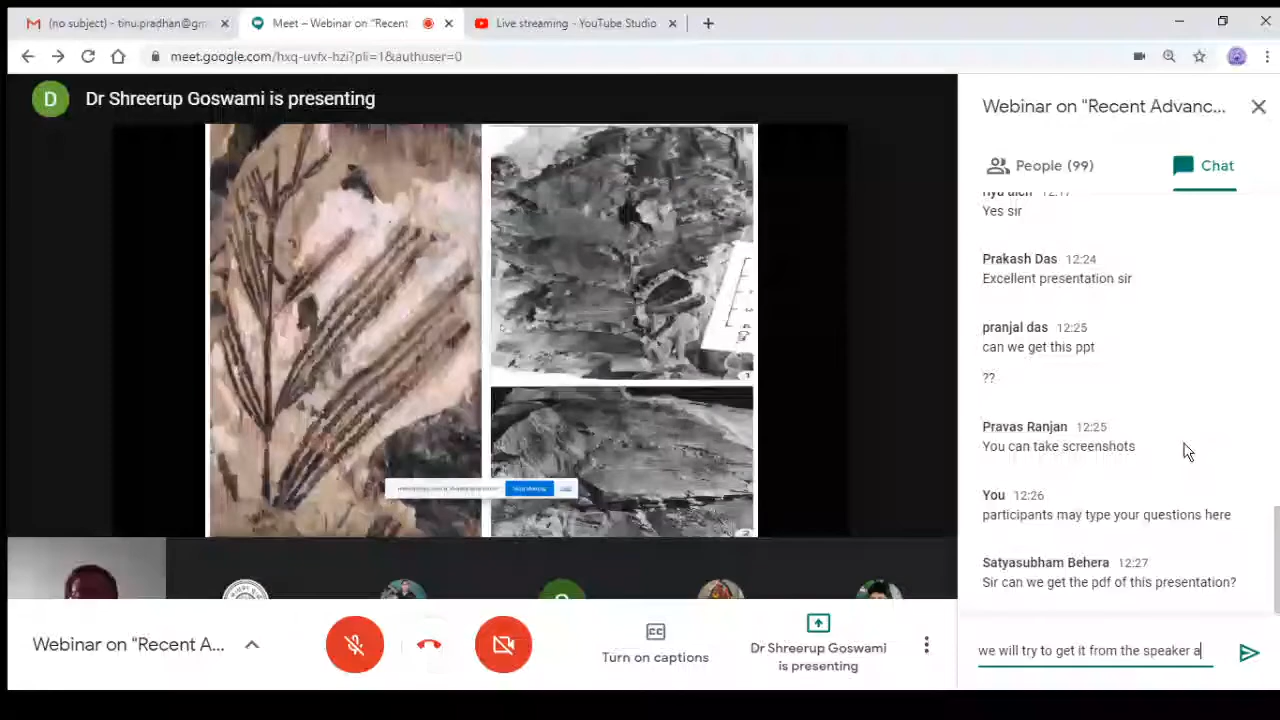 (no subject) - tinu.pradhan@gm
Meet – Webinar on "Recent
Live streaming - YouTube Studio
meet.google.com/hxq-uvfx-hzi?pli=1&authuser=0
D
Dr Shreerup Goswami is presenting
Webinar on "Recent Advanc...
People (99)
Chat
12:17
Yes sir
Prakash Das 12:24
Excellent presentation sir
pranjal das 12:25
can we get this ppt
??
Pravas Ranjan 12:25
You can take screenshots
You 12:26
participants may type your questions here
Satyasubham Behera 12:27
Sir can we get the pdf of this presentation?
we will try to get it from the speaker a
Webinar on "Recent A...
Turn on captions
Dr Shreerup Goswami
is presenting